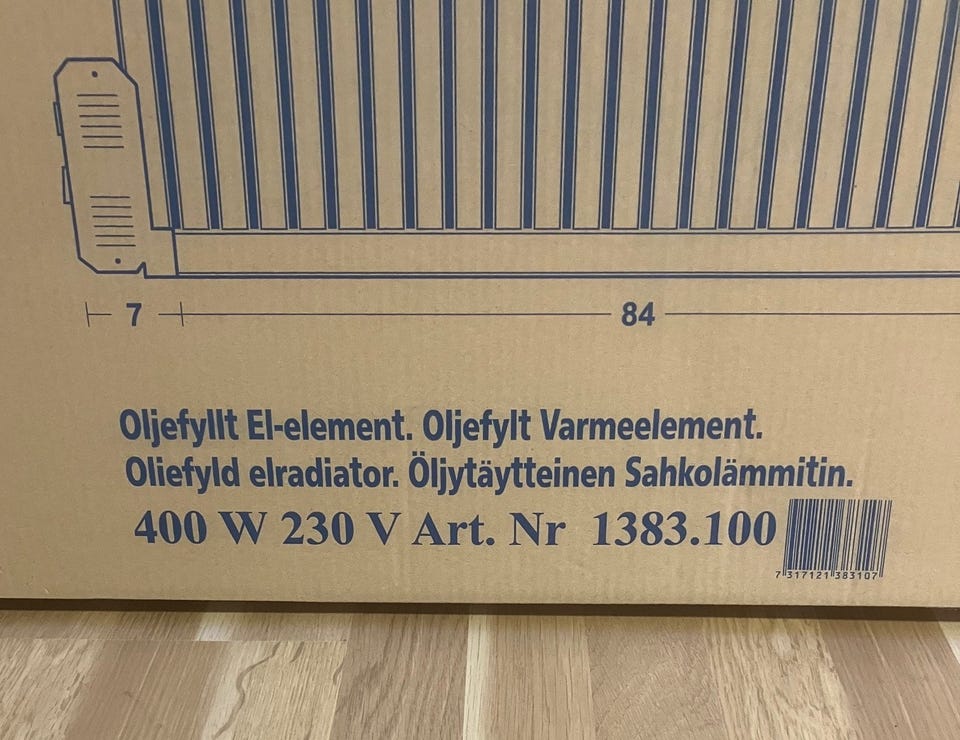 7 84
Oljefyllt El-element. Oljefylt Varmeelement.
Oliefyld elradiator. Öljytäytteinen Sahkolämmitin.
400 W 230 V Art. Nr 1383.100
7 317121 383107